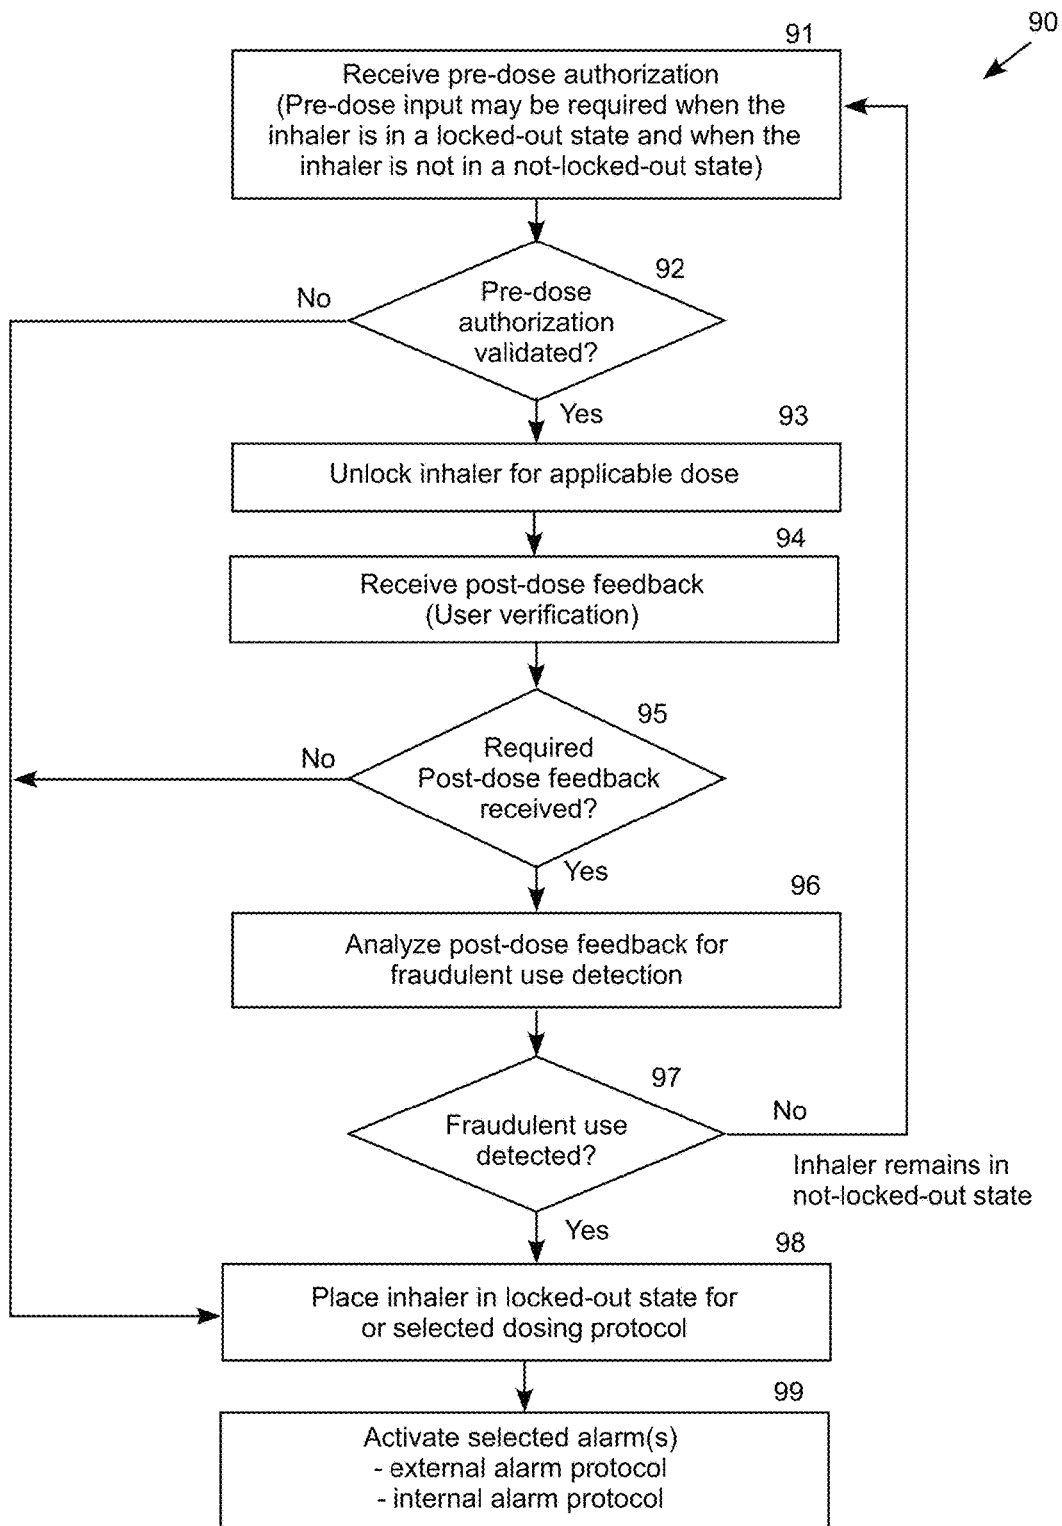 90
91
Receive pre-dose authorization
(Pre-dose input may be required when the
inhaler is in a locked-out state and when the
inhaler is not in a not-locked-out state)
92
No
Pre-dose
authorization
validated?
Yes
93
Unlock inhaler for applicable dose
94
Receive post-dose feedback
(User verification)
95
No
Required
Post-dose feedback
received?
Yes
96
Analyze post-dose feedback for
fraudulent use detection
97
No
Fraudulent use
detected?
Inhaler remains in
not-locked-out state
Yes
98
Place inhaler in locked-out state for
or selected dosing protocol
99
Activate selected alarm(s)
- external alarm protocol
- internal alarm protocol